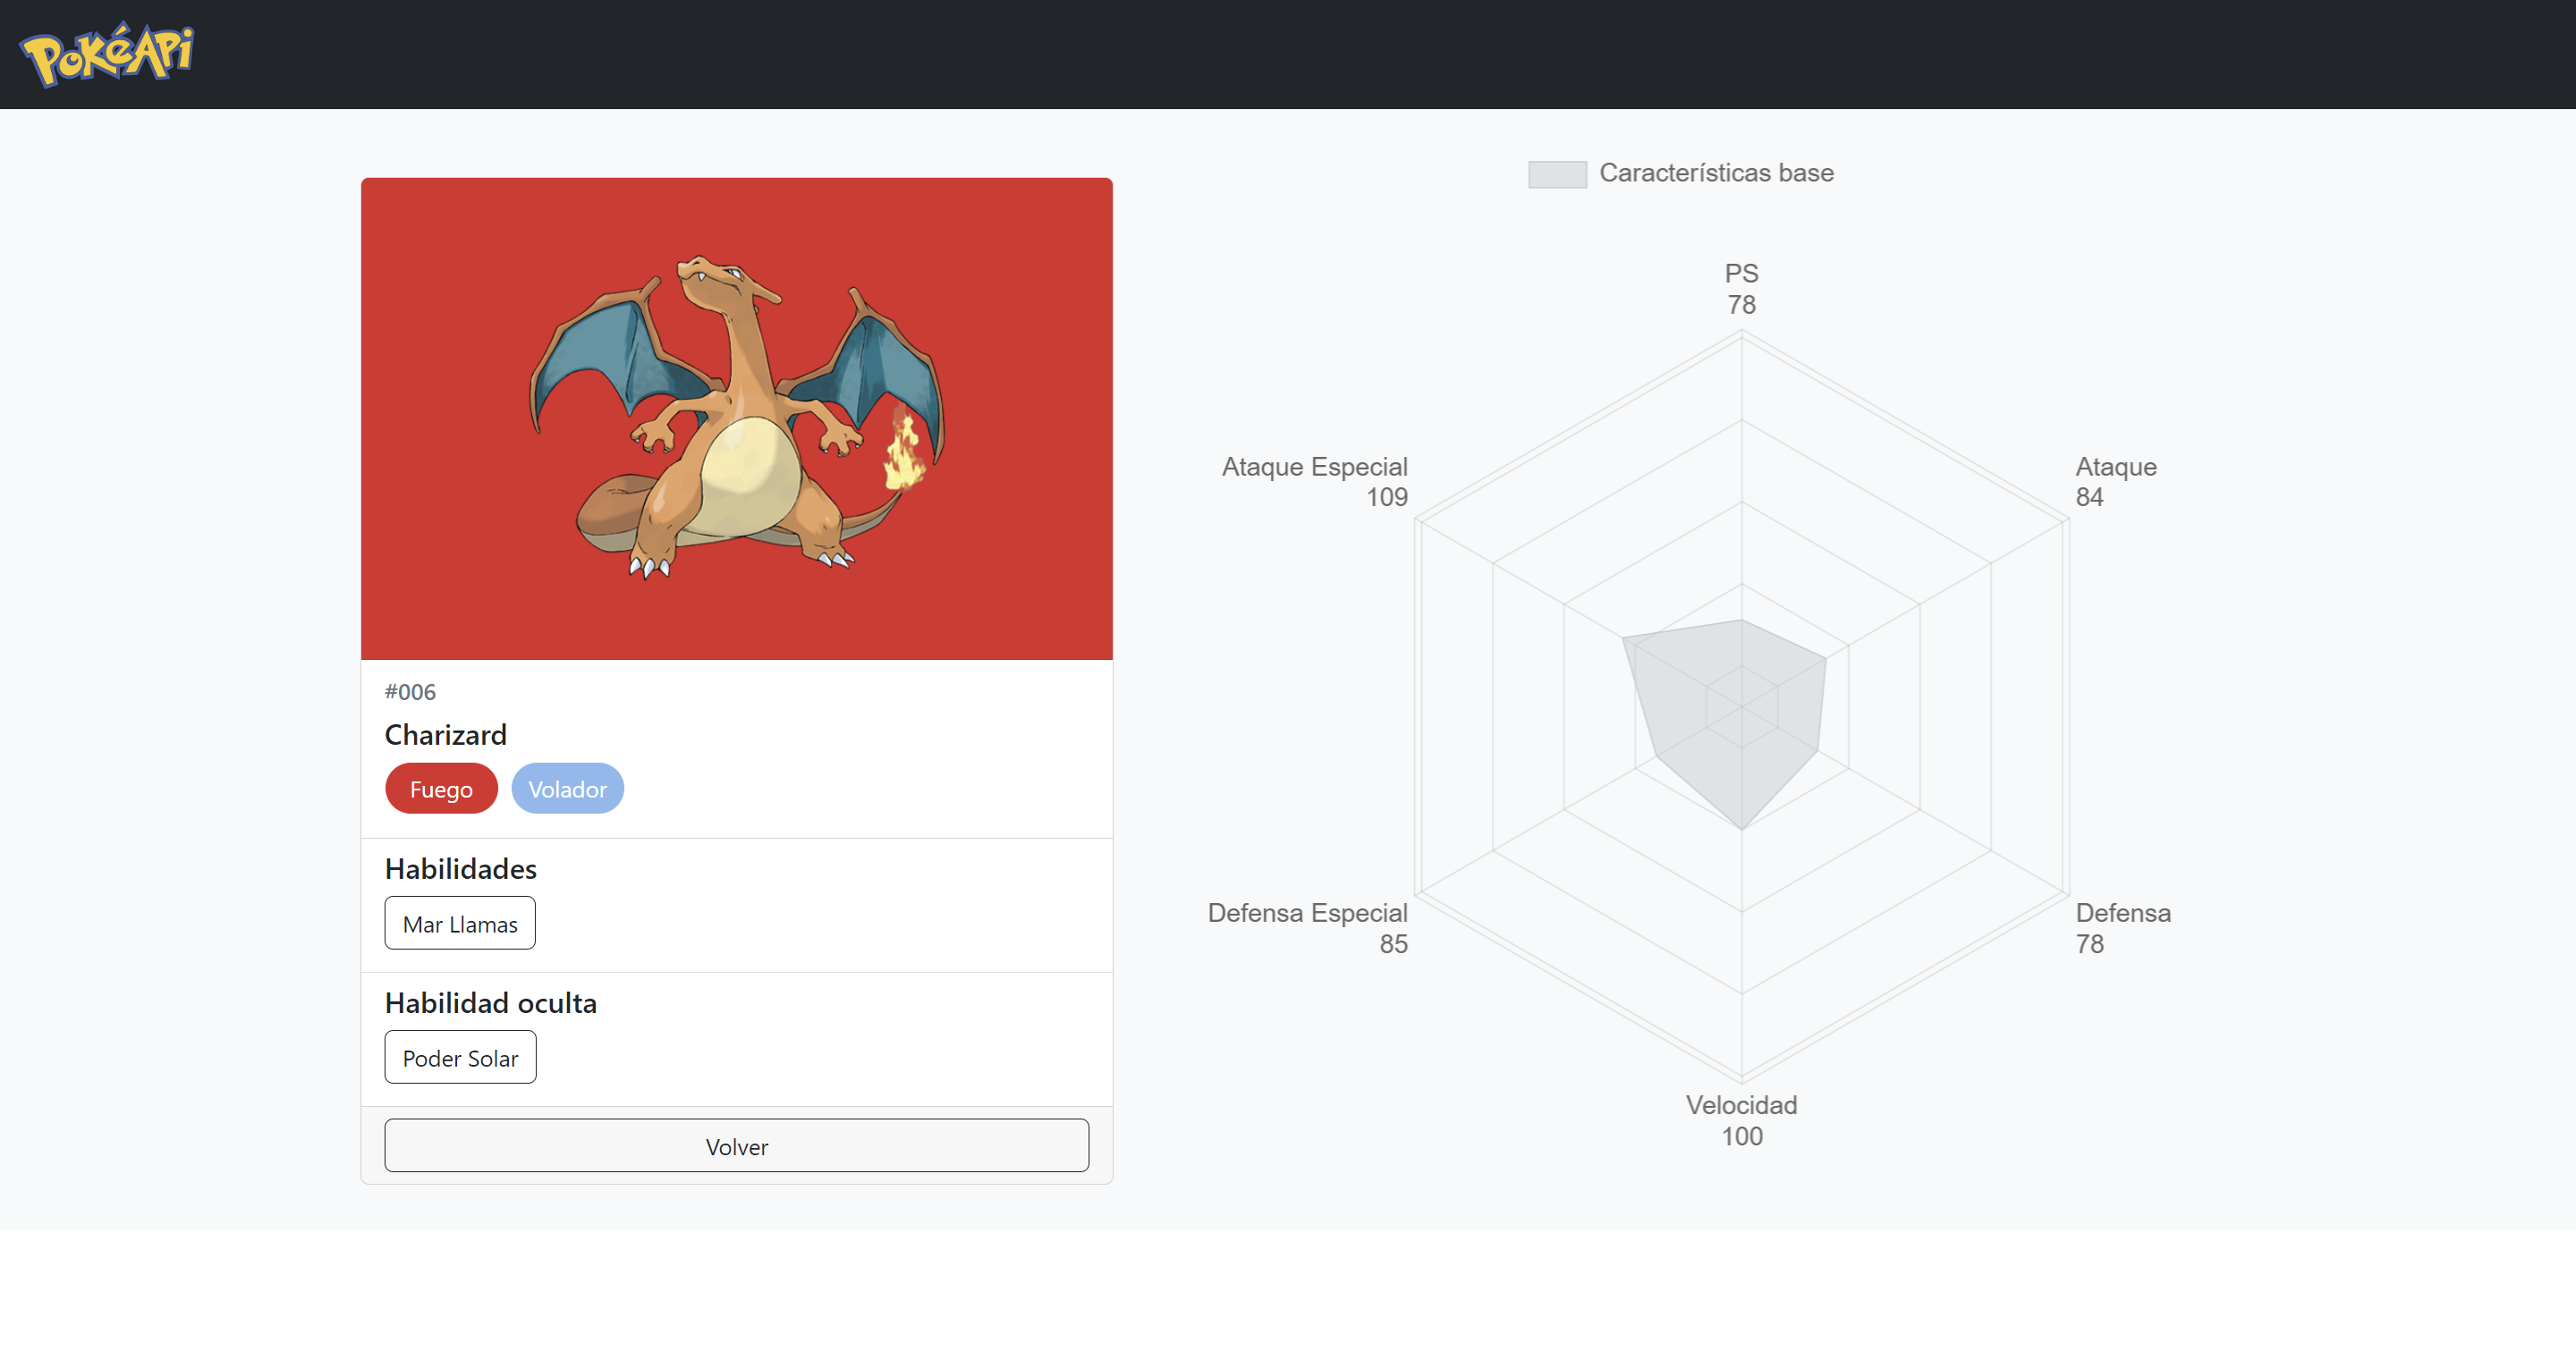 PokéAPi
#006
Charizard
Fuego
Volador
Habilidades
Mar Llamas
Habilidad oculta
Poder Solar
Volver
Características base
PS
78
Ataque
84
Defensa
78
Velocidad
100
Defensa Especial
85
Ataque Especial
109